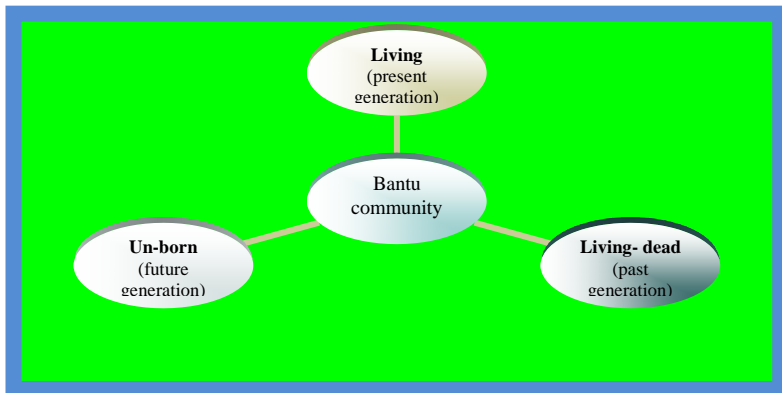 Living
(present
generation)
Bantu
community
Un-born
(future
generation)
Living- dead
(past
generation)